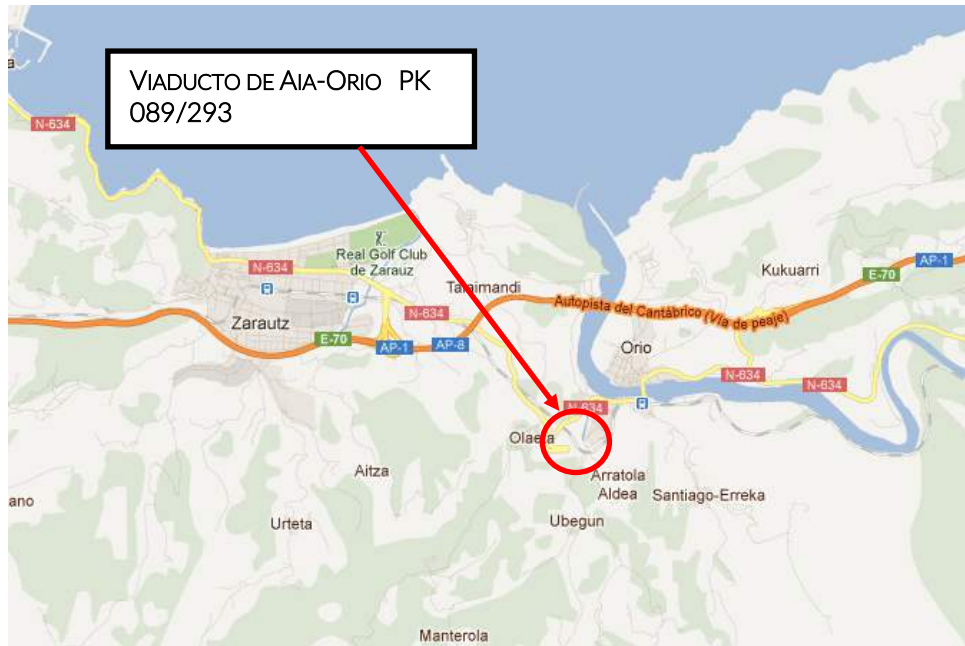 VIADUCTO DE AIA-ORIO PK
089/293
a
N-634
Real Golf Club
de Zarauz
N-634
Kukuarri
AP-1
E-70
Talaimandi
Autopista del Cantábrico (Vía de peaje)
N-634
Zarautz
E-70
AP-1
AP-8
Orio
N-634
N-634
N-634
Olaeta
Aitza
Arratola
Aldea
Santiago-Erreka
ano
Urteta
Ubegun
Manterola